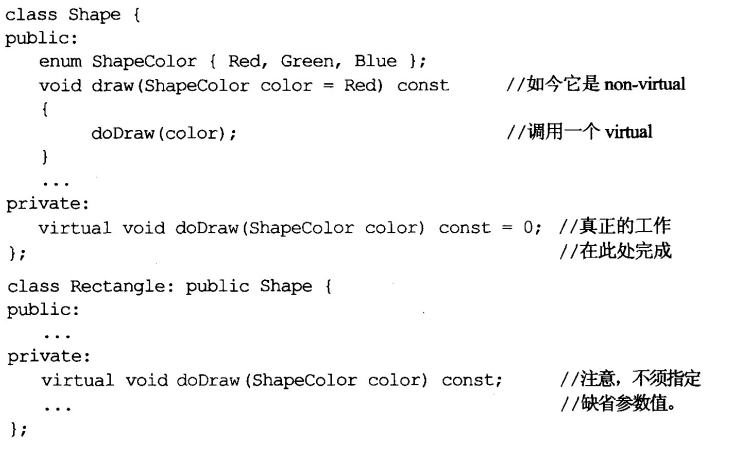 class Shape {
public:
    enum ShapeColor { Red, Green, Blue };
    void draw(ShapeColor color = Red) const    //如今它是 non-virtual
    {
        doDraw(color);    //调用一个 virtual
    }
    ...
private:
    virtual void doDraw(ShapeColor color) const = 0;  //真正的工作
};    //在此处完成
class Rectangle: public Shape {
public:
    ...
private:
    virtual void doDraw(ShapeColor color) const;    //注意，不须指定
    ...    //缺省参数值。
};